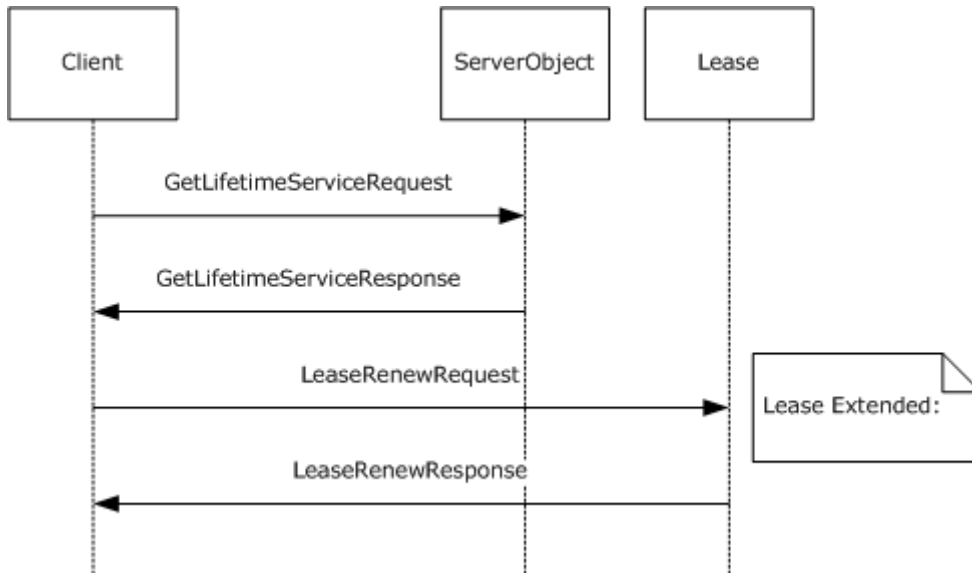 Client
ServerObject
Lease
GetLifetimeServiceRequest
GetLifetimeServiceResponse
LeaseRenewRequest
Lease Extended:
LeaseRenewResponse